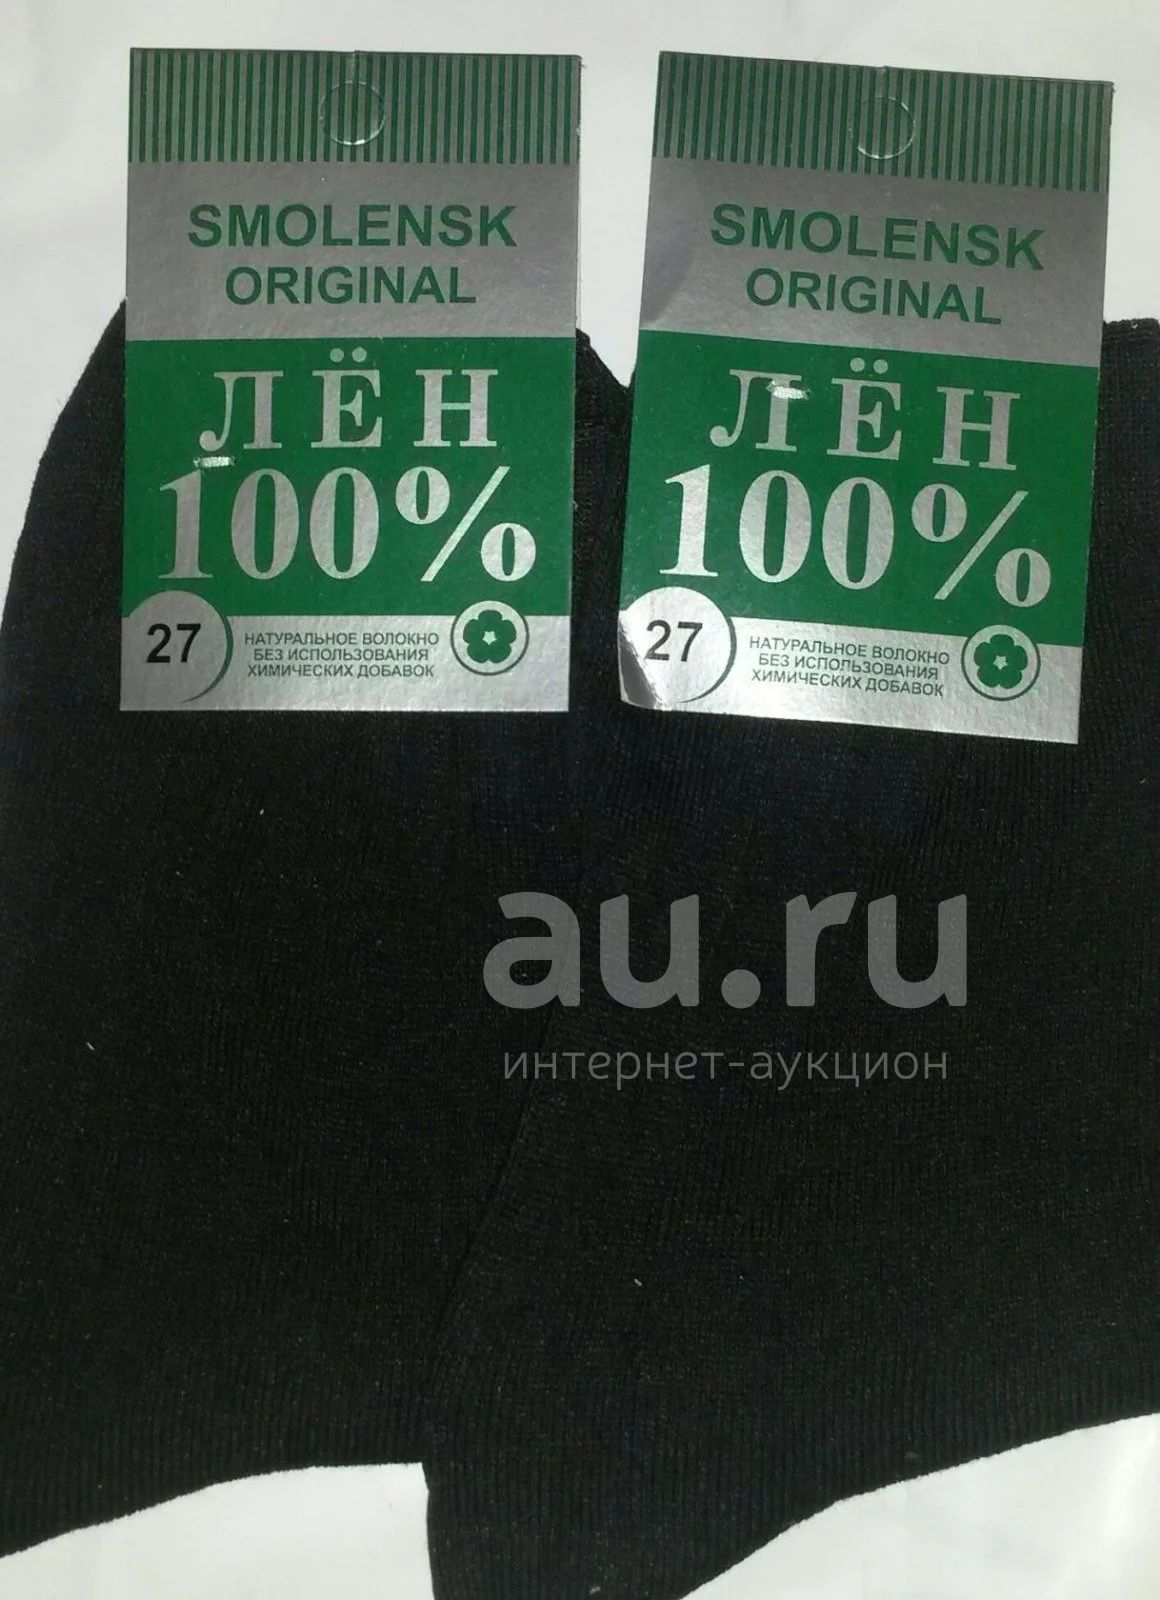 SMOLENSK
ORIGINAL
ЛЁН
100%
27
НАТУРАЛЬНОЕ ВОЛОКНО
БЕЗ ИСПОЛЬЗОВАНИЯ
ХИМИЧЕСКИХ ДОБАВОК
SMOLENSK
ORIGINAL
ЛЁН
100%
27
НАТУРАЛЬНОЕ ВОЛОКНО
БЕЗ ИСПОЛЬЗОВАНИЯ
ХИМИЧЕСКИХ ДОБАВОК
au.ru
интернет-аукцион